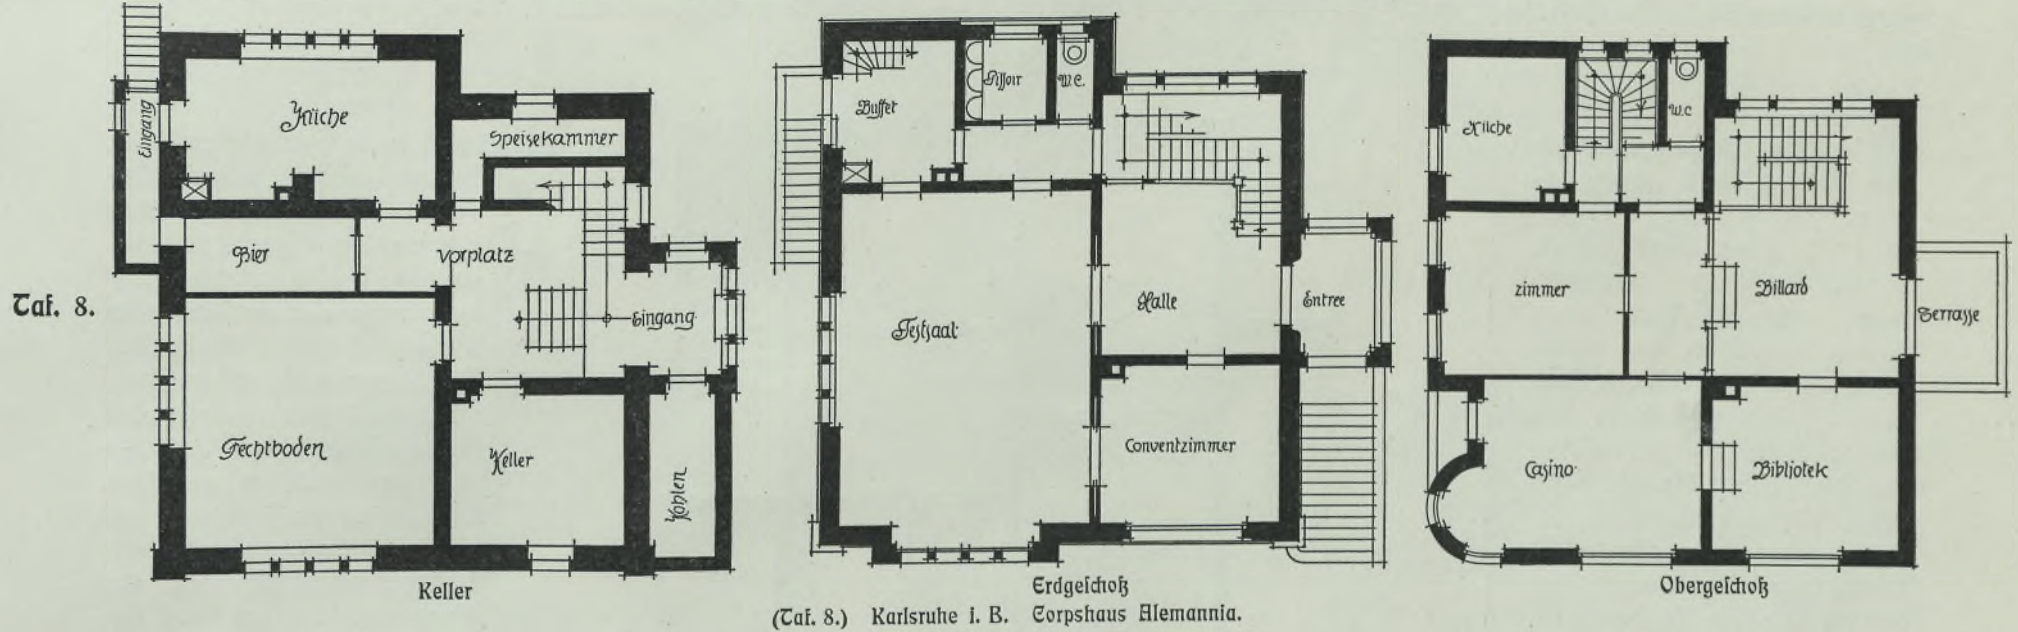 Taf. 8.
Eingang
Küche
Speisekammer
Bier
Vorplatz
Eingang
Fechtboden
Keller
Kohlen
Keller
Buffet
Pissoir
W.C.
Festsaal
Halle
Entree
Conventzimmer
Erdgeschoß
Küche
W.C
Zimmer
Billard
Terrasse
Casino
Bibliotek
Obergeschoß
(Taf. 8.) Karlsruhe i. B. Corpshaus Alemannia.